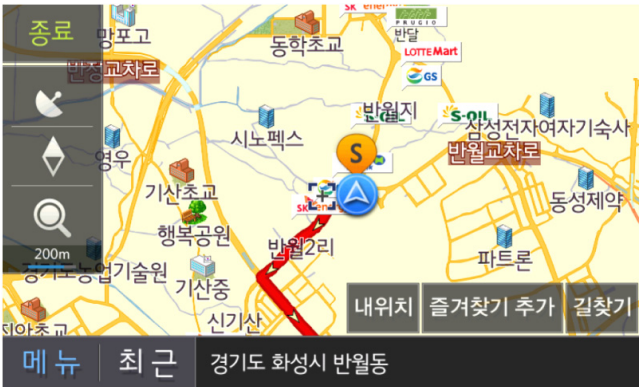 종료
망포고
동학초교
PRUGIO
반달
LOTTE Mart
GS
반정교차로
반월지
S-OIL
삼성전자여자기숙사
시노펙스
반월교차로
영우
S
기산초교
동성제약
200m
행복공원
반월2리
파트론
경기도농업기술원
기산중
내위치
즐겨찾기 추가
길찾기
신기산
진안초교
메뉴
최근
경기도 화성시 반월동